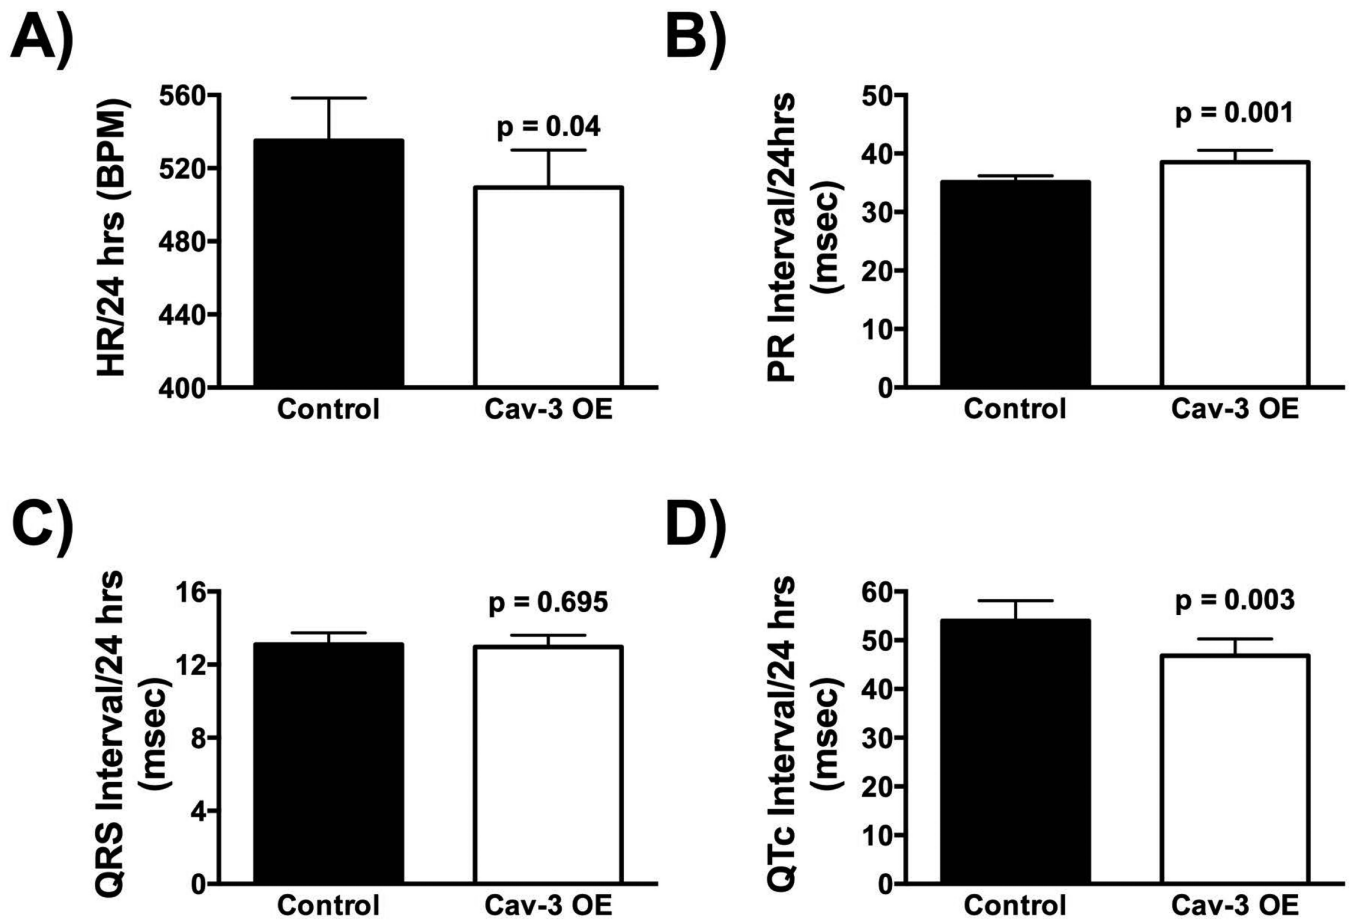 A)
HR/24 hrs (BPM)
560
520
480
440
400
p = 0.04
Control
Cav-3 OE
B)
PR Interval/24hrs
(msec)
50
40
30
20
10
0
p = 0.001
Control
Cav-3 OE
C)
QRS Interval/24 hrs
(msec)
16
12
8
4
0
p = 0.695
Control
Cav-3 OE
D)
QTc Interval/24 hrs
(msec)
60
50
40
30
20
10
0
p = 0.003
Control
Cav-3 OE